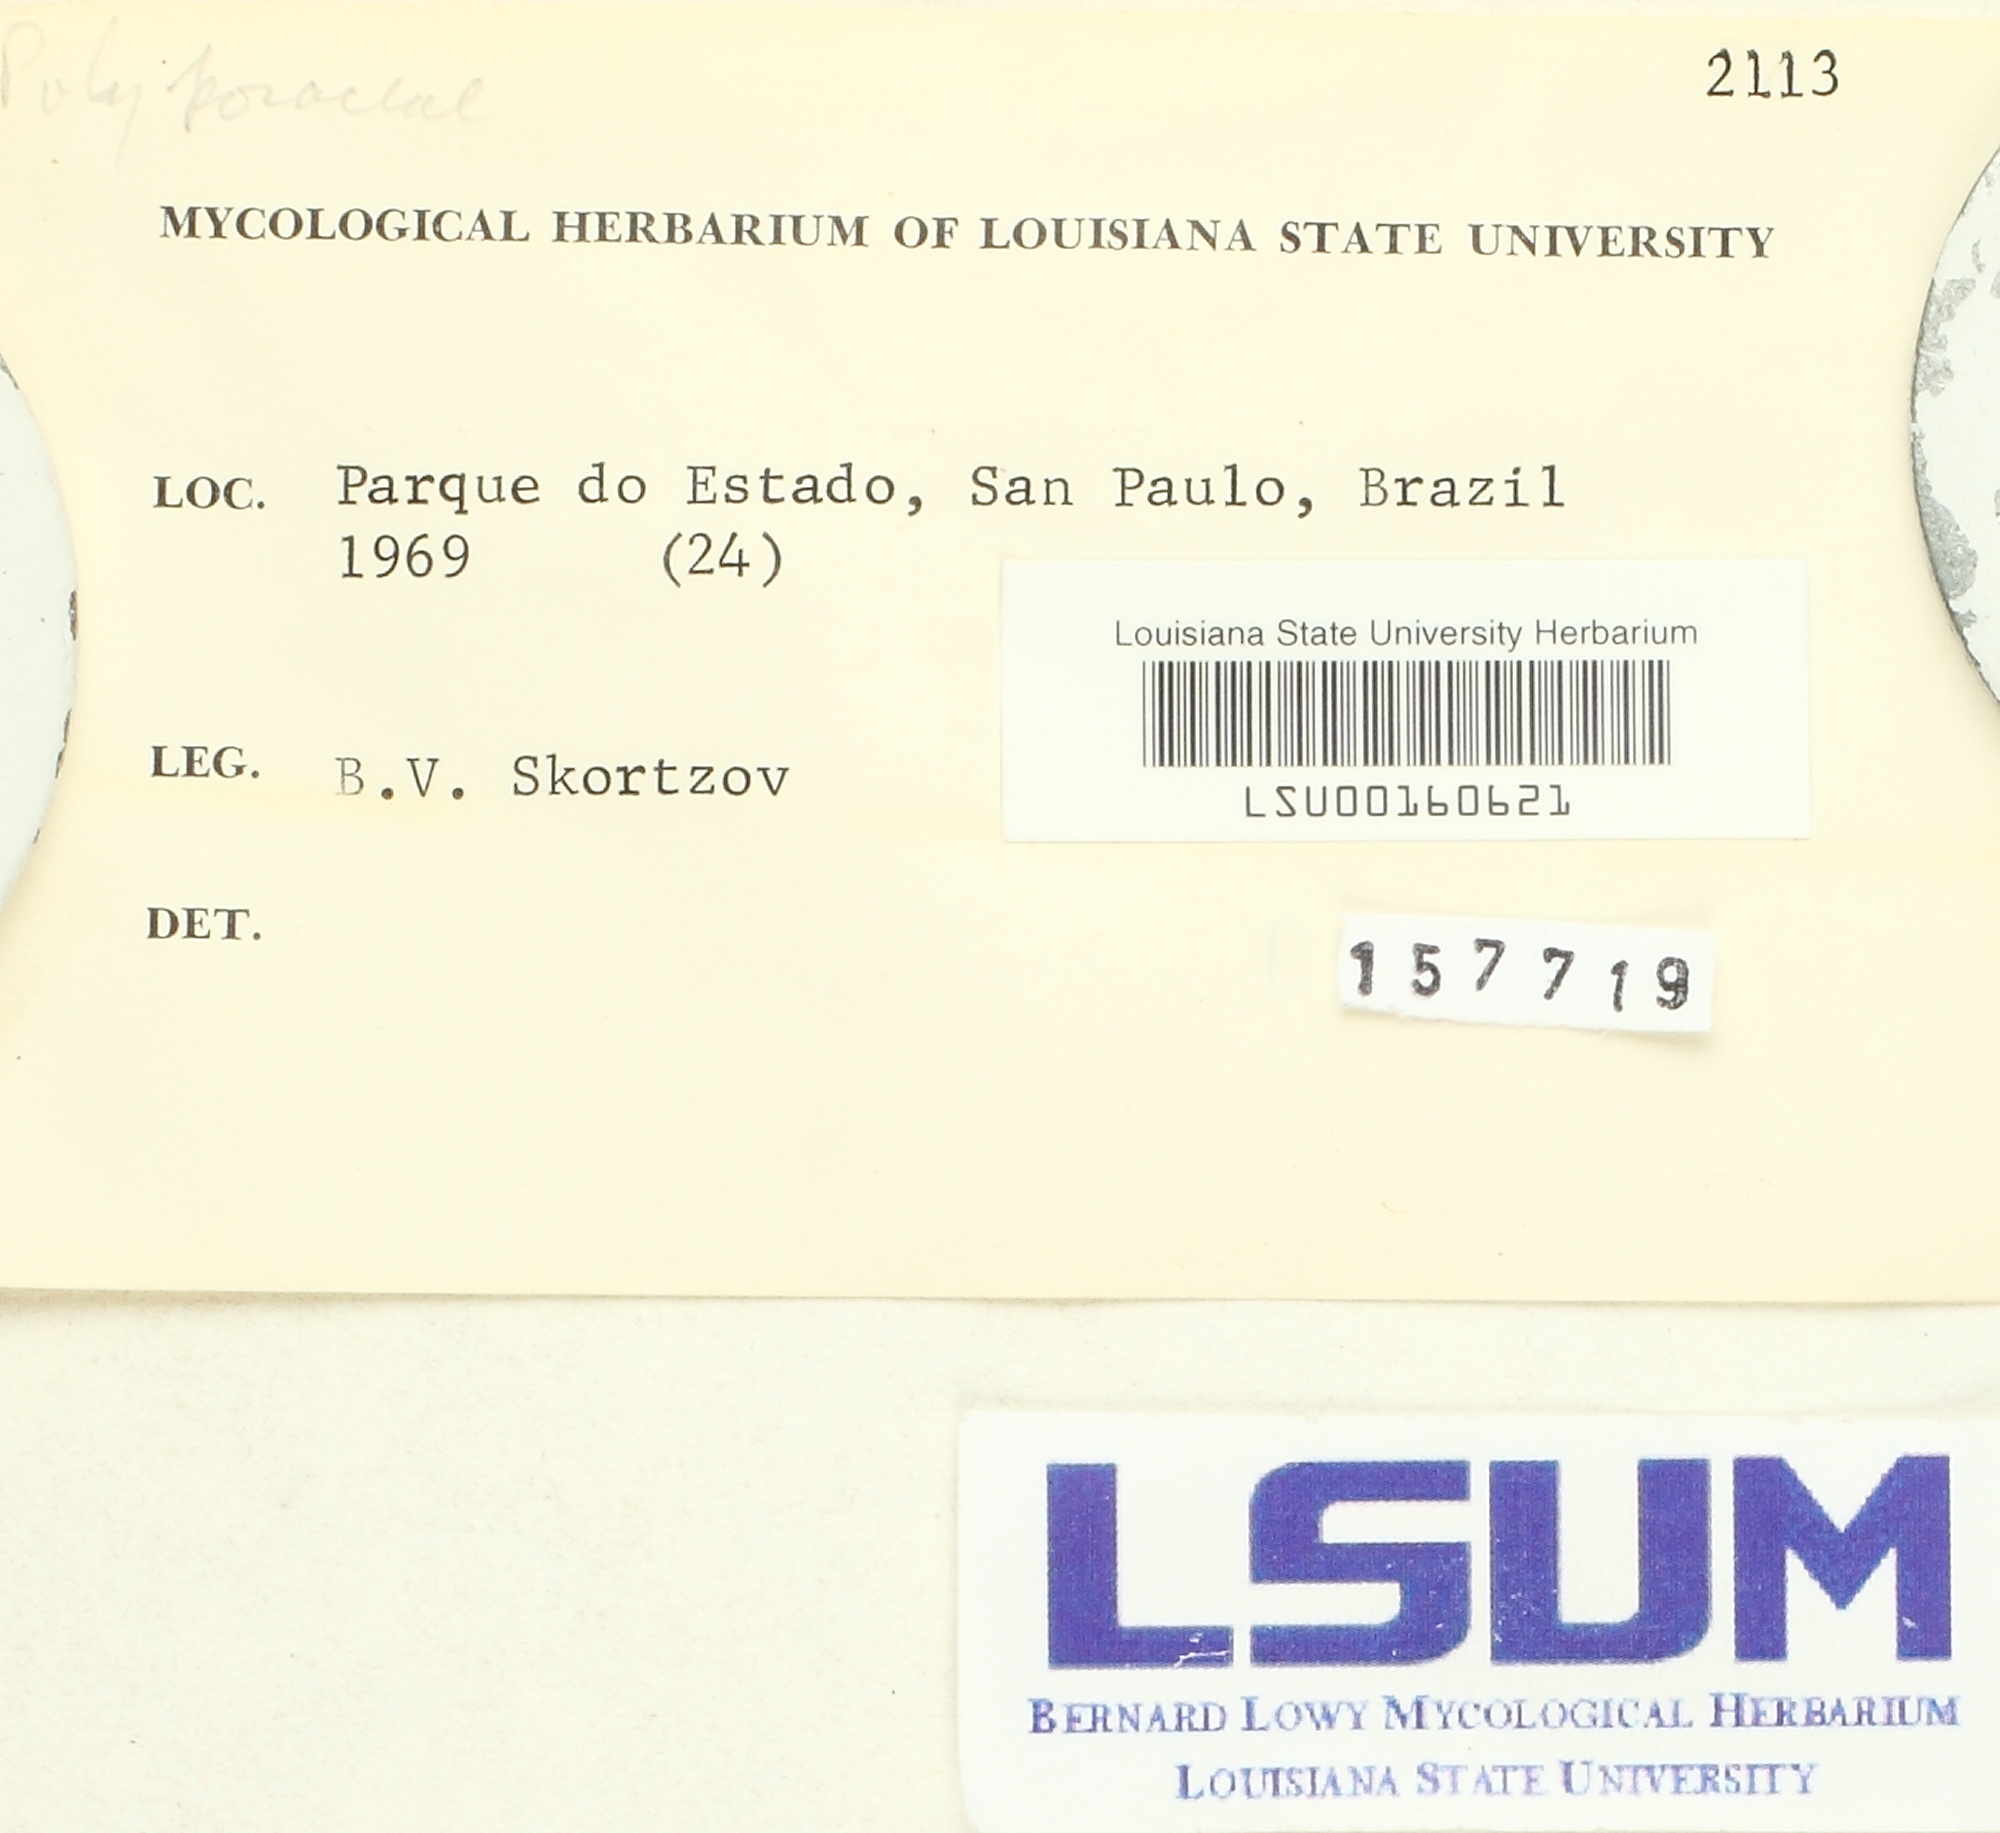 Polyporaceae
2113
MYCOLOGICAL HERBARIUM OF LOUISIANA STATE UNIVERSITY
LOC. Parque do Estado, San Paulo, Brazil
1969 (24)
Louisiana State University Herbarium
LSU00160621
LEG. B.V. Skortzov
DET.
157719
LSUM
BERNARD LOWY MYCOLOGICAL HERBARIUM
LOUISIANA STATE UNIVERSITY